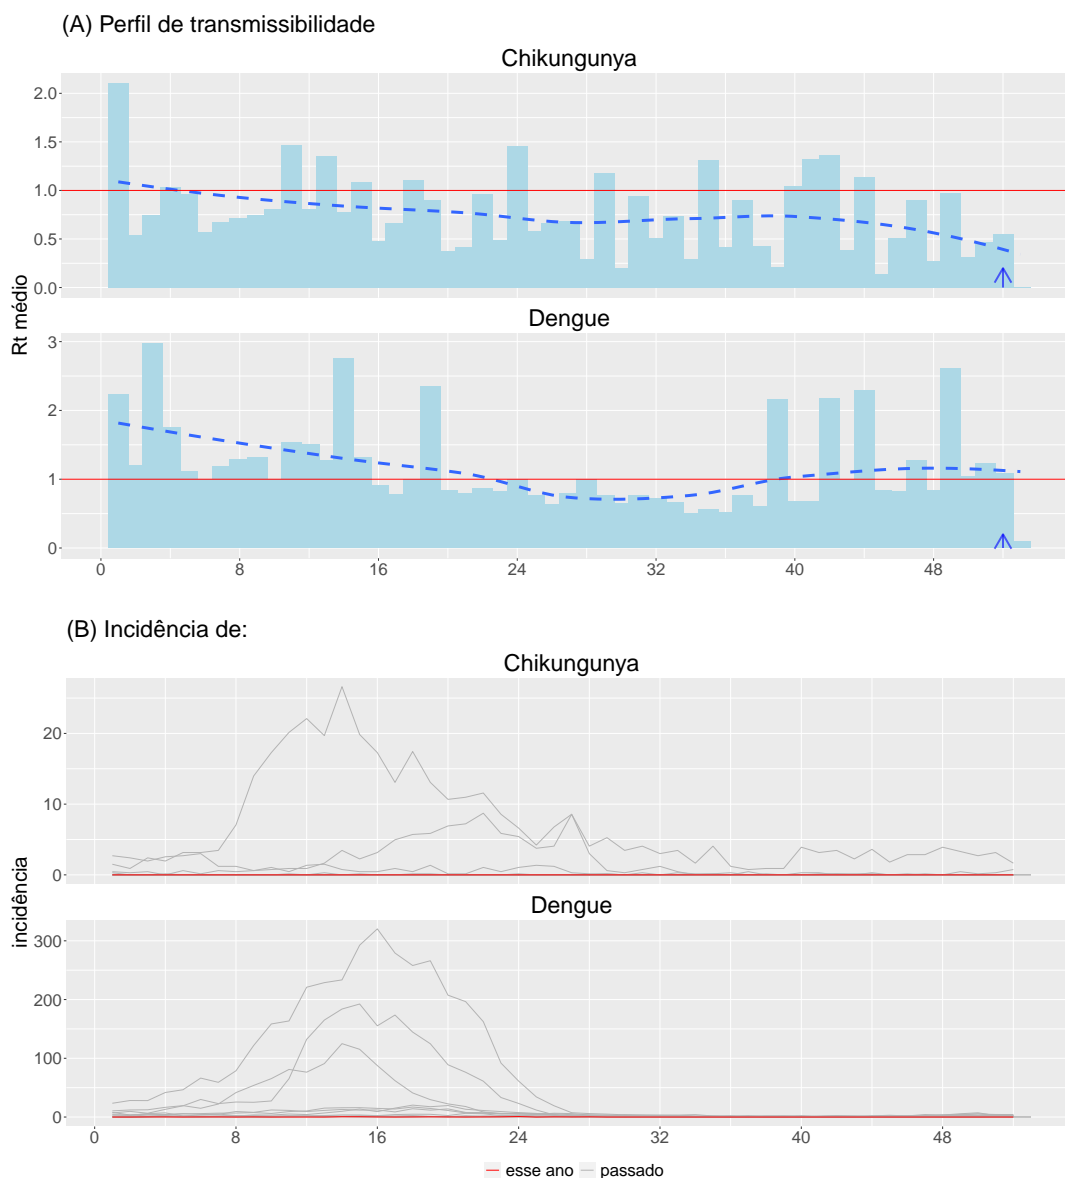 (A) Perfil de transmissibilidade
Chikungunya
2.0
1.5
1.0
0.5
0.0
Rt médio
Dengue
3
2
1
0
0 8 16 24 32 40 48
(B) Incidência de:
Chikungunya
20
10
0
incidência
Dengue
300
200
100
0
0 8 16 24 32 40 48
esse ano passado